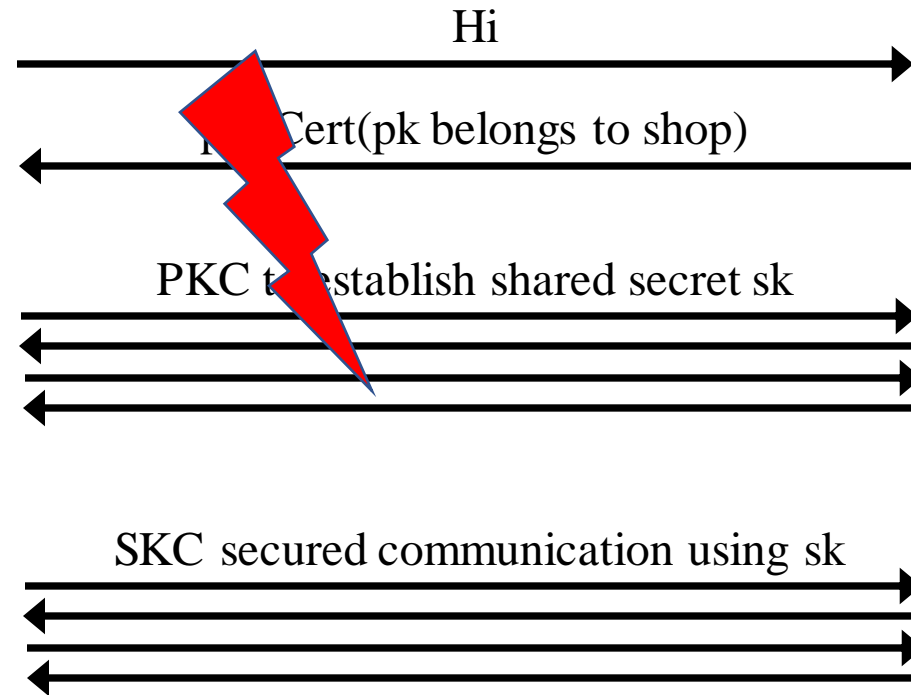 Hi
Cert(pk belongs to shop)
PKC establish shared secret sk
SKC secured communication using sk